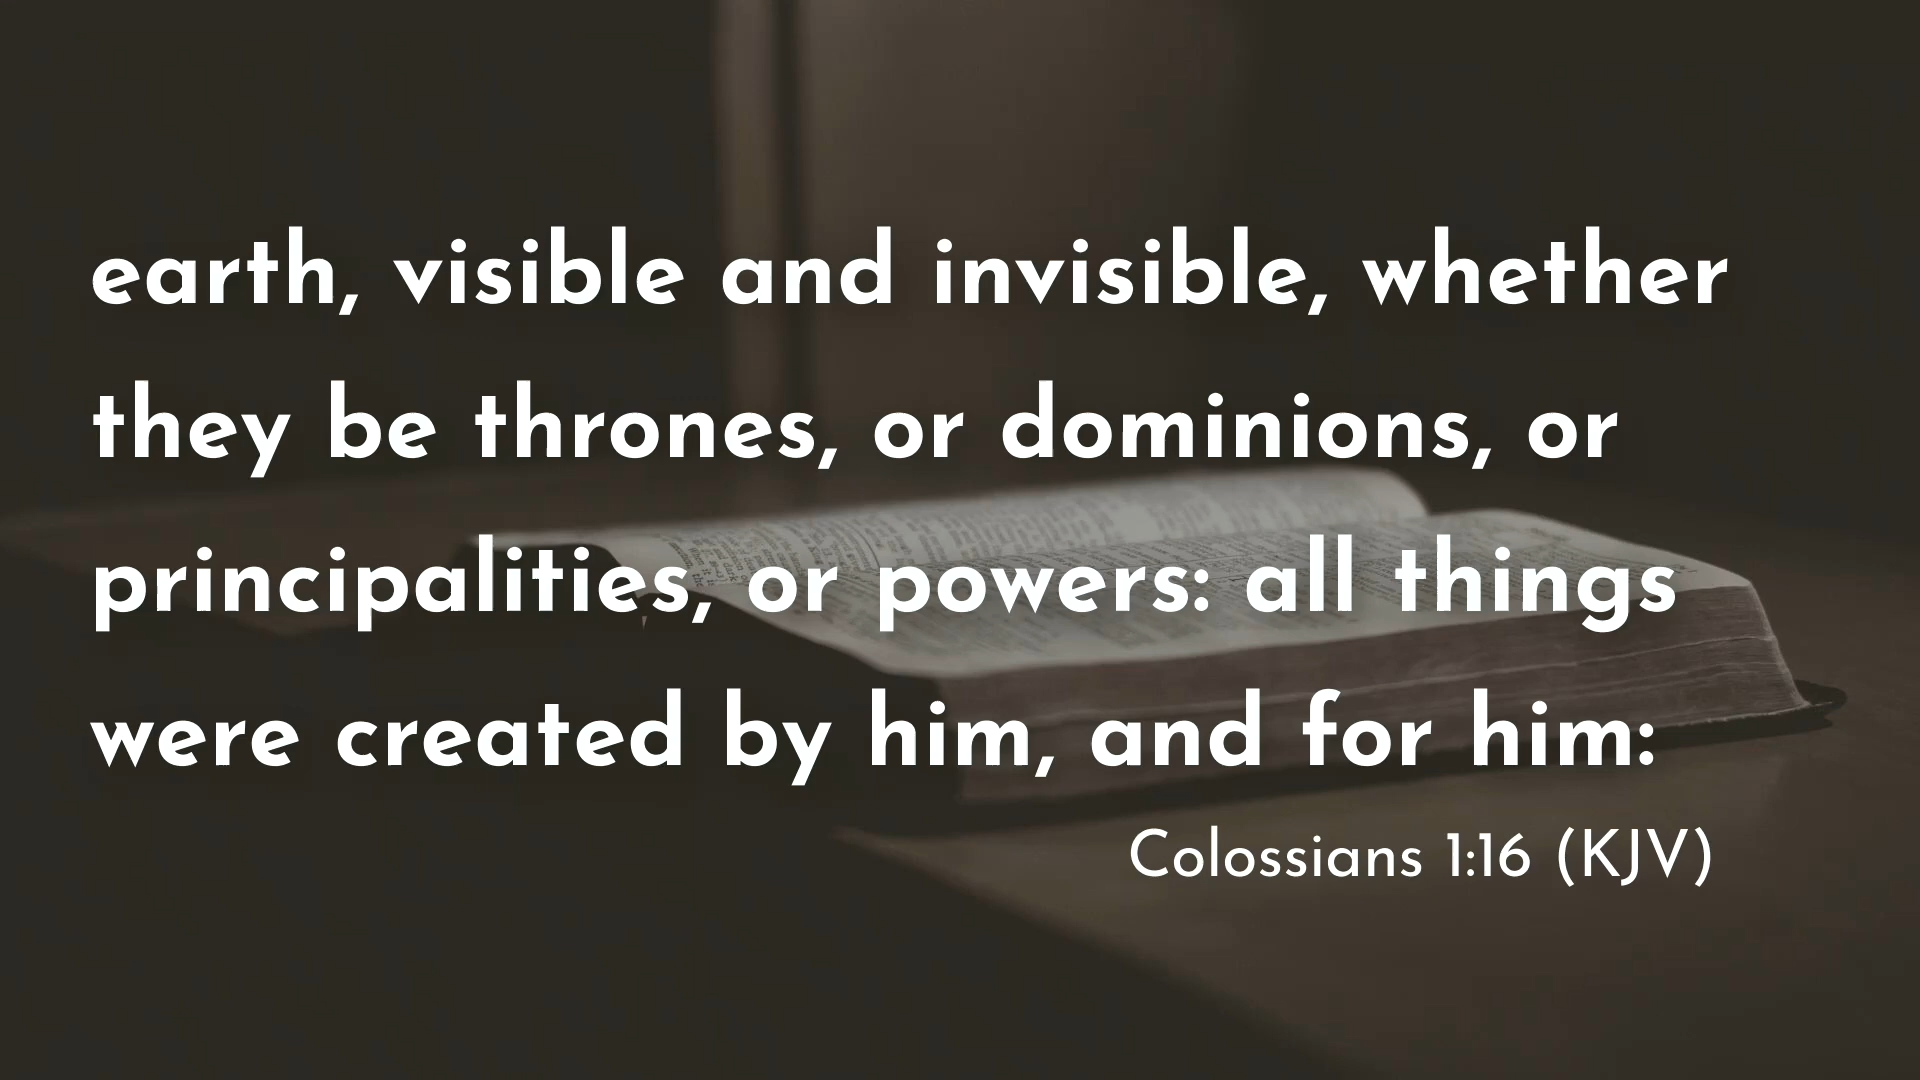 earth, visible and invisible, whether
they be thrones, or dominions, or
principalities, or powers: all things
were created by him, and for him:
Colossians 1:16 (KJV)